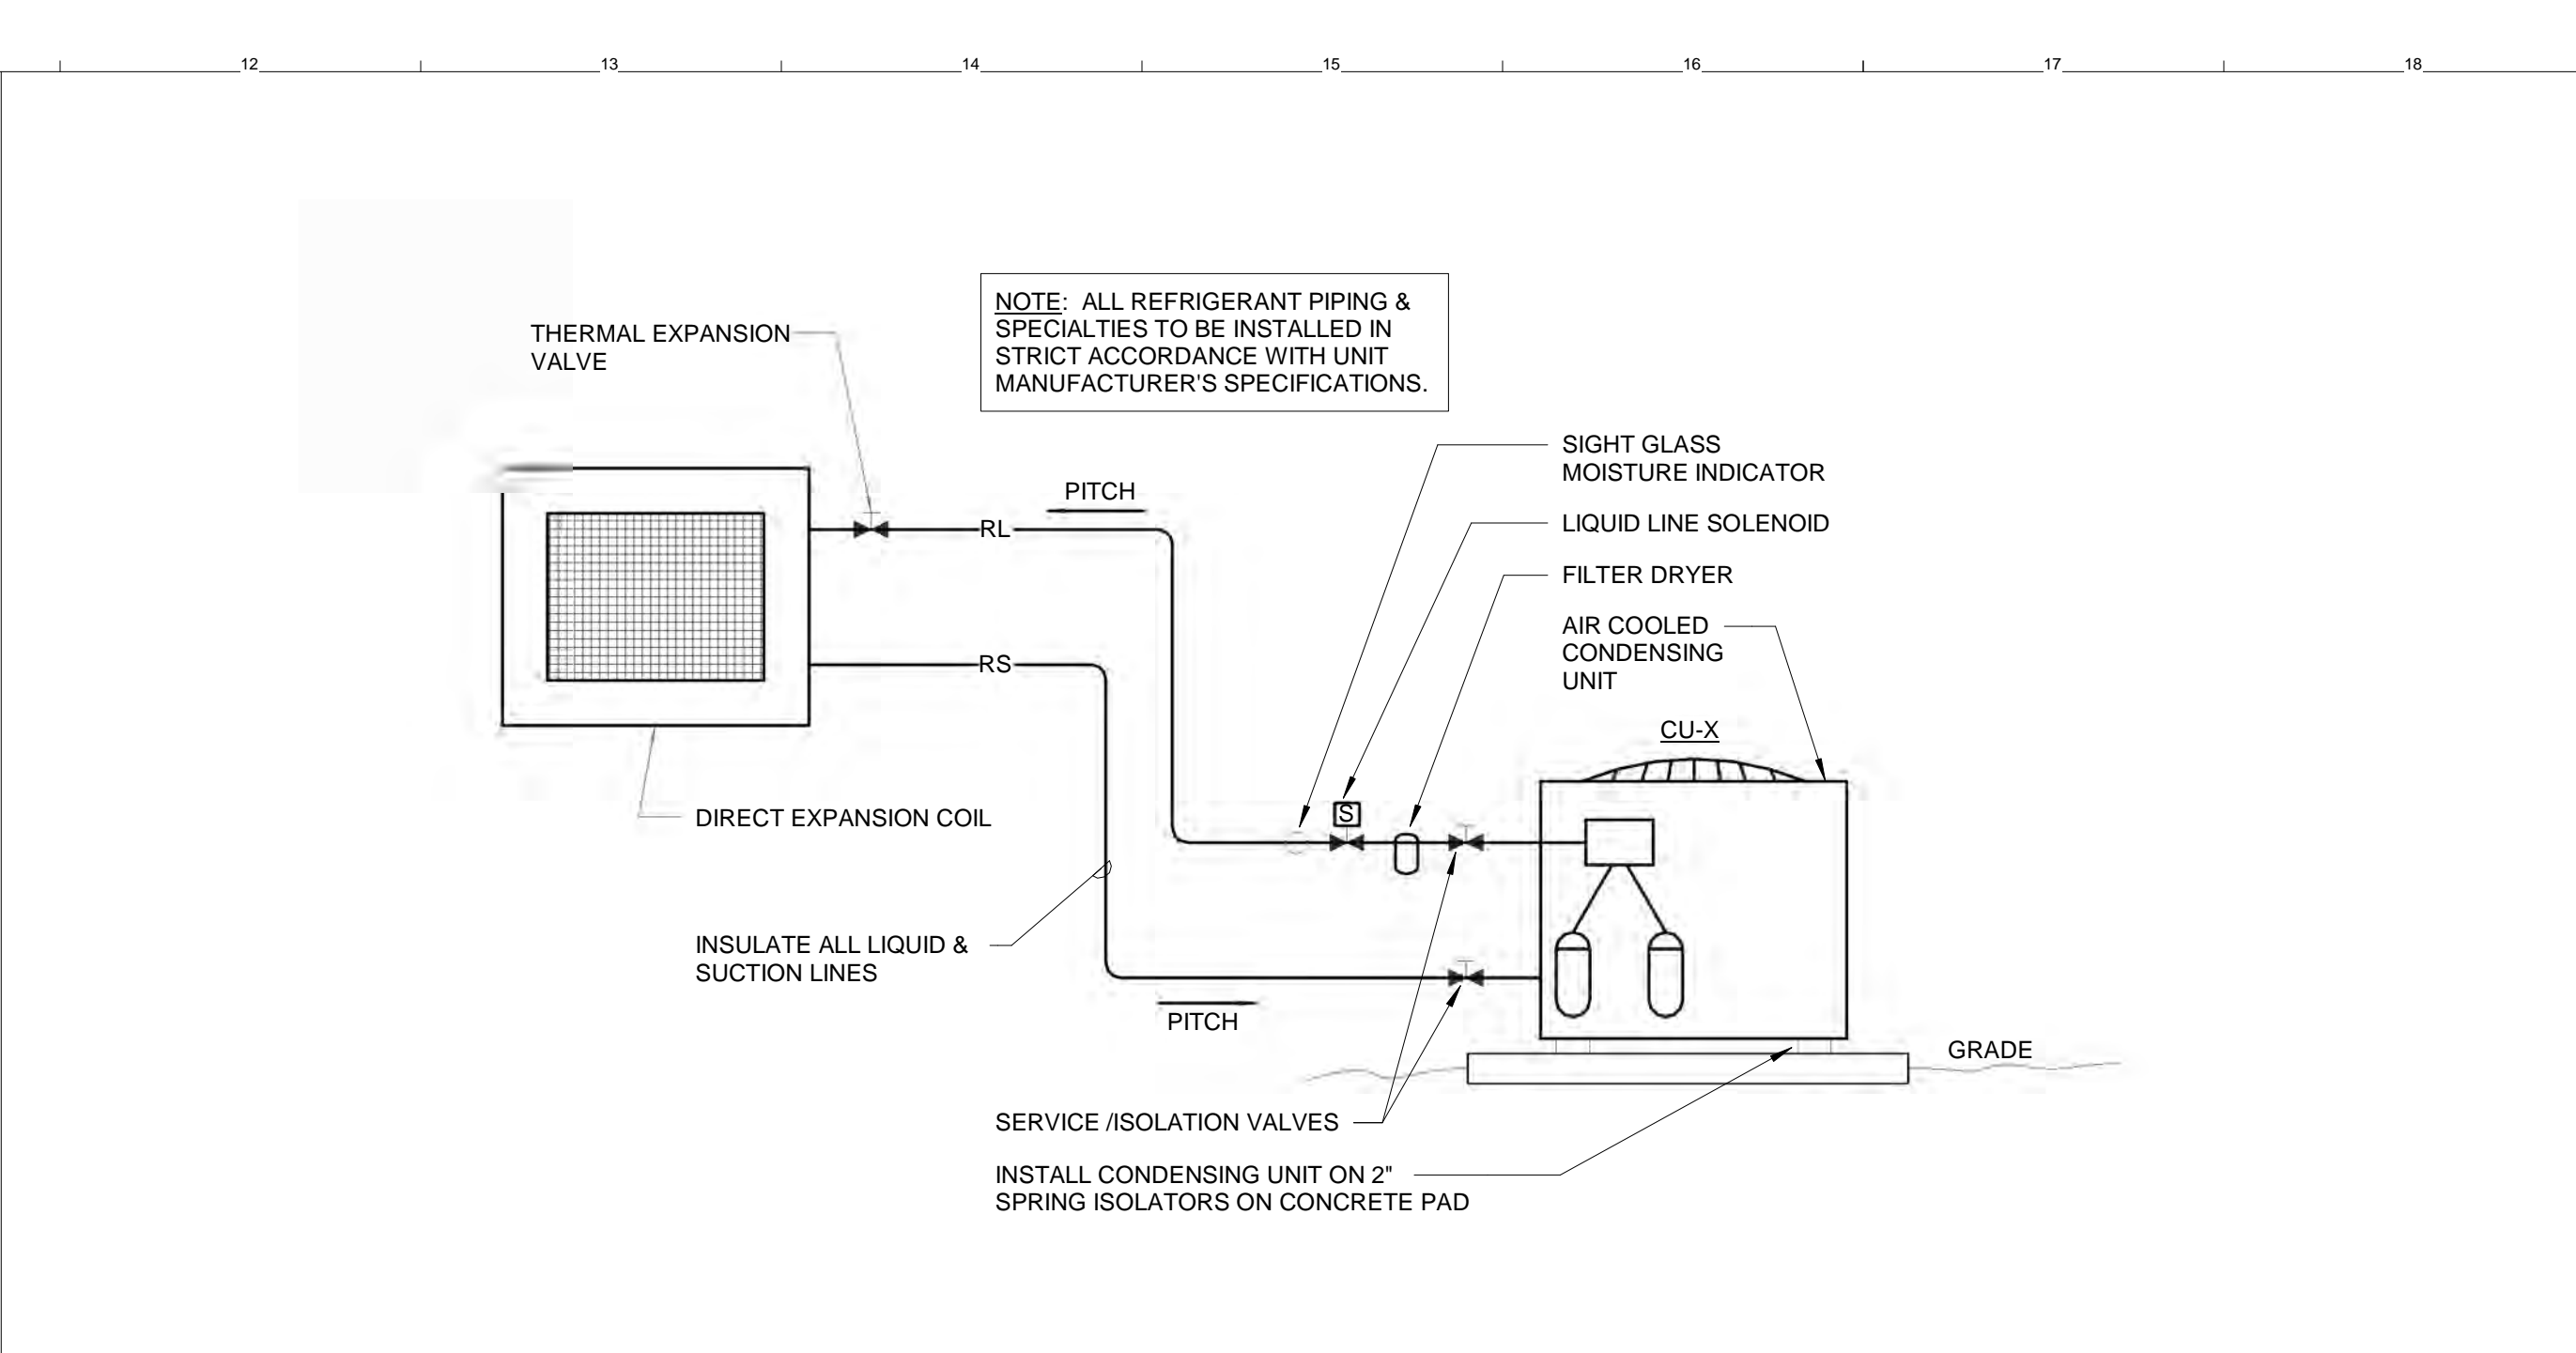 12
13
14
15
16
17
18
NOTE: ALL REFRIGERANT PIPING &
SPECIALTIES TO BE INSTALLED IN
STRICT ACCORDANCE WITH UNIT
MANUFACTURER'S SPECIFICATIONS.
THERMAL EXPANSION
VALVE
SIGHT GLASS
MOISTURE INDICATOR
PITCH
RL
LIQUID LINE SOLENOID
FILTER DRYER
AIR COOLED
CONDENSING
UNIT
RS
CU-X
S
DIRECT EXPANSION COIL
INSULATE ALL LIQUID &
SUCTION LINES
PITCH
GRADE
SERVICE /ISOLATION VALVES
INSTALL CONDENSING UNIT ON 2"
SPRING ISOLATORS ON CONCRETE PAD